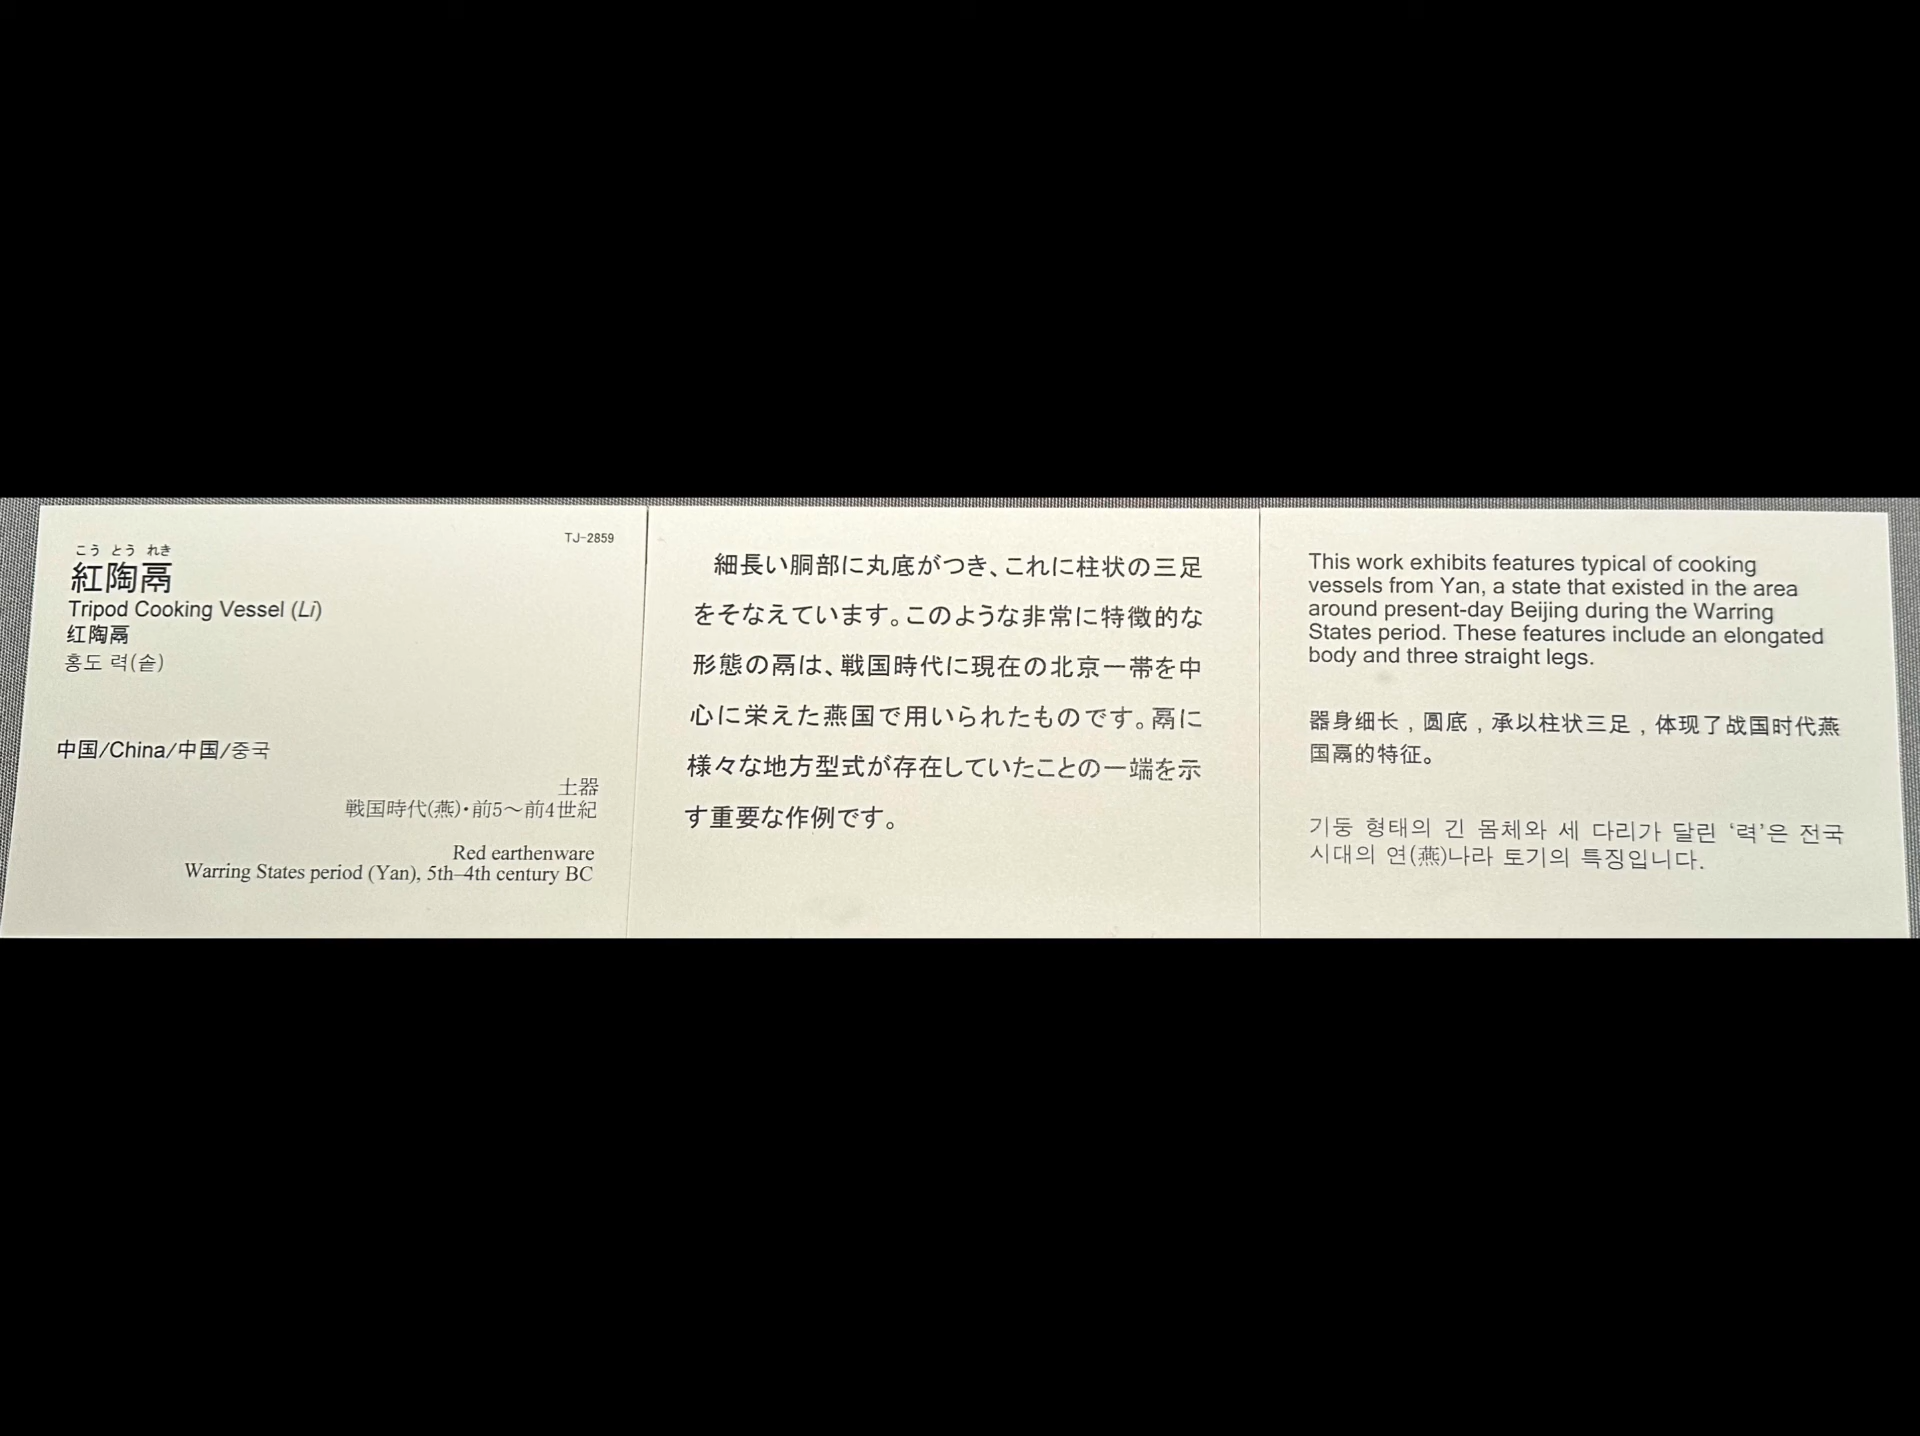 TJ-2859
こう とう れき
紅陶鬲
Tripod Cooking Vessel (Li)
红陶鬲
홍도 력(솥)
中国/China/中国/중국
土器
戦国時代(燕)・前5～前4世紀
Red earthenware
Warring States period (Yan), 5th–4th century BC
細長い胴部に丸底がつき、これに柱状の三足
をそなえています。このような非常に特徴的な
形態の鬲は、戦国時代に現在の北京一帯を中
心に栄えた燕国で用いられたものです。鬲に
様々な地方型式が存在していたことの一端を示
す重要な作例です。
This work exhibits features typical of cooking
vessels from Yan, a state that existed in the area
around present-day Beijing during the Warring
States period. These features include an elongated
body and three straight legs.
器身细长，圆底，承以柱状三足，体现了战国时代燕
国鬲的特征。
기둥 형태의 긴 몸체와 세 다리가 달린 ‘력’은 전국
시대의 연(燕)나라 토기의 특징입니다.